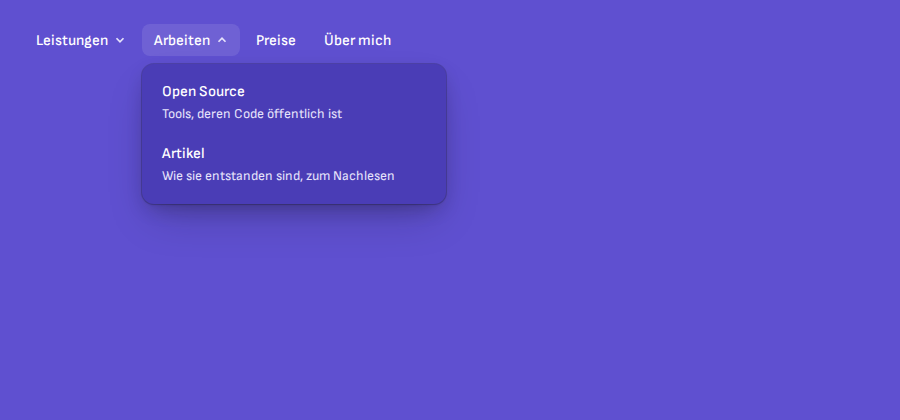 Leistungen Arbeiten Preise Über mich
Open Source
Tools, deren Code öffentlich ist
Artikel
Wie sie entstanden sind, zum Nachlesen